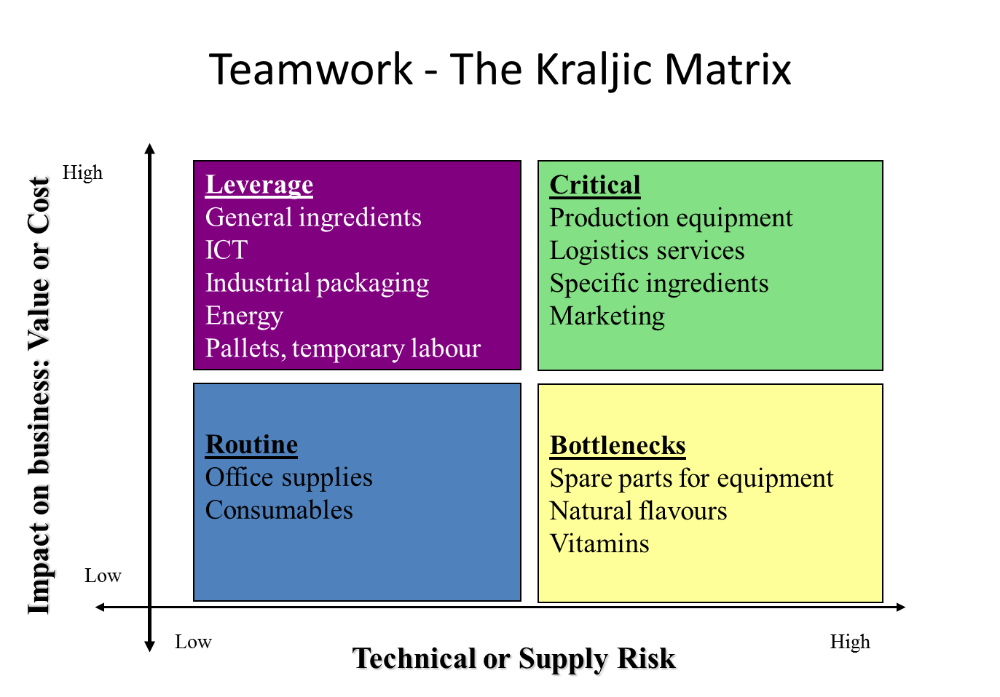 Teamwork - The Kraljic Matrix
High
Impact on business: Value or Cost
Low
Leverage
General ingredients
ICT
Industrial packaging
Energy
Pallets, temporary labour
Critical
Production equipment
Logistics services
Specific ingredients
Marketing
Routine
Office supplies
Consumables
Bottlenecks
Spare parts for equipment
Natural flavours
Vitamins
Low
High
Technical or Supply Risk